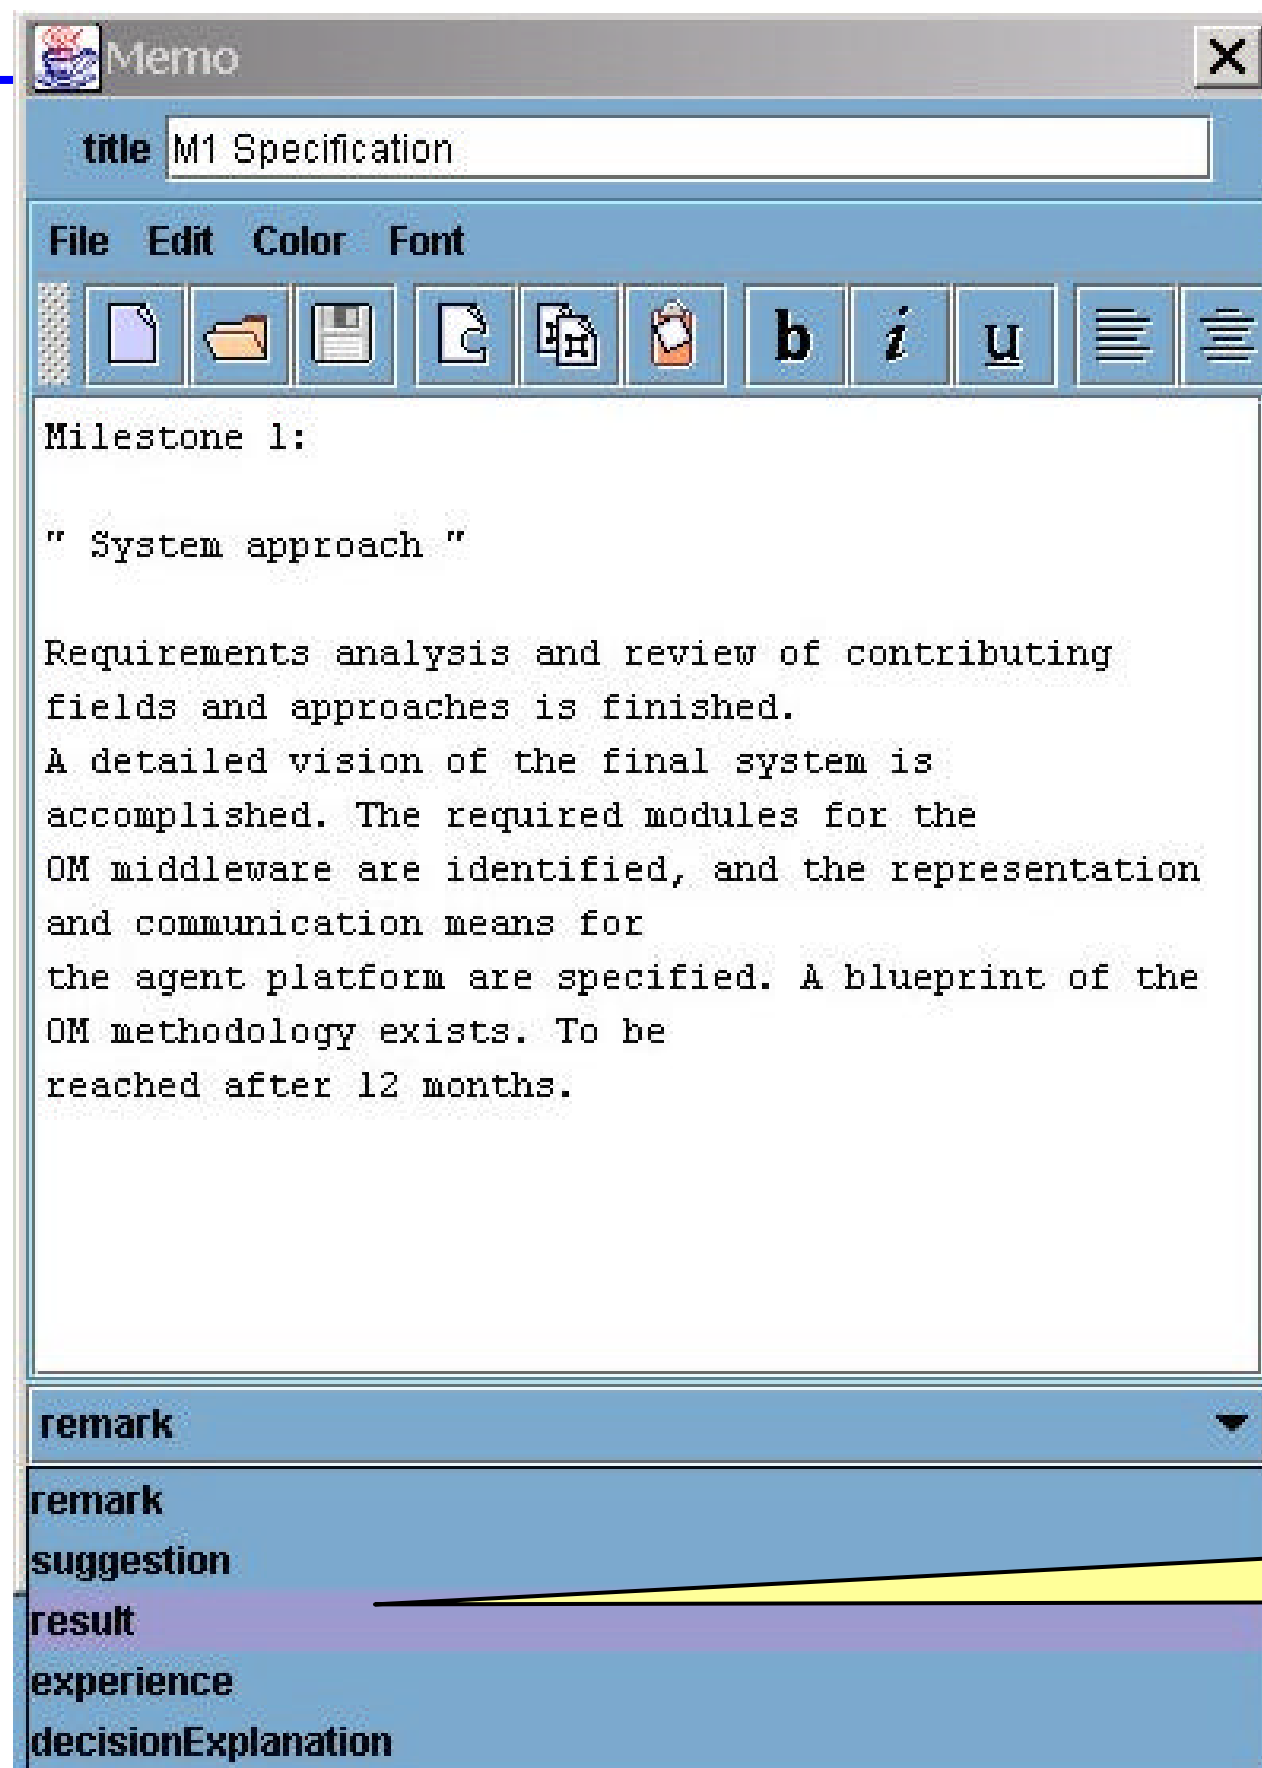 Memo
title M1 Specification
File Edit Color Font
b i u
Milestone 1:
" System approach "
Requirements analysis and review of contributing
fields and approaches is finished.
A detailed vision of the final system is
accomplished. The required modules for the
OM middleware are identified, and the representation
and communication means for
the agent platform are specified. A blueprint of the
OM methodology exists. To be
reached after 12 months.
remark
remark
suggestion
result
experience
decisionExplanation